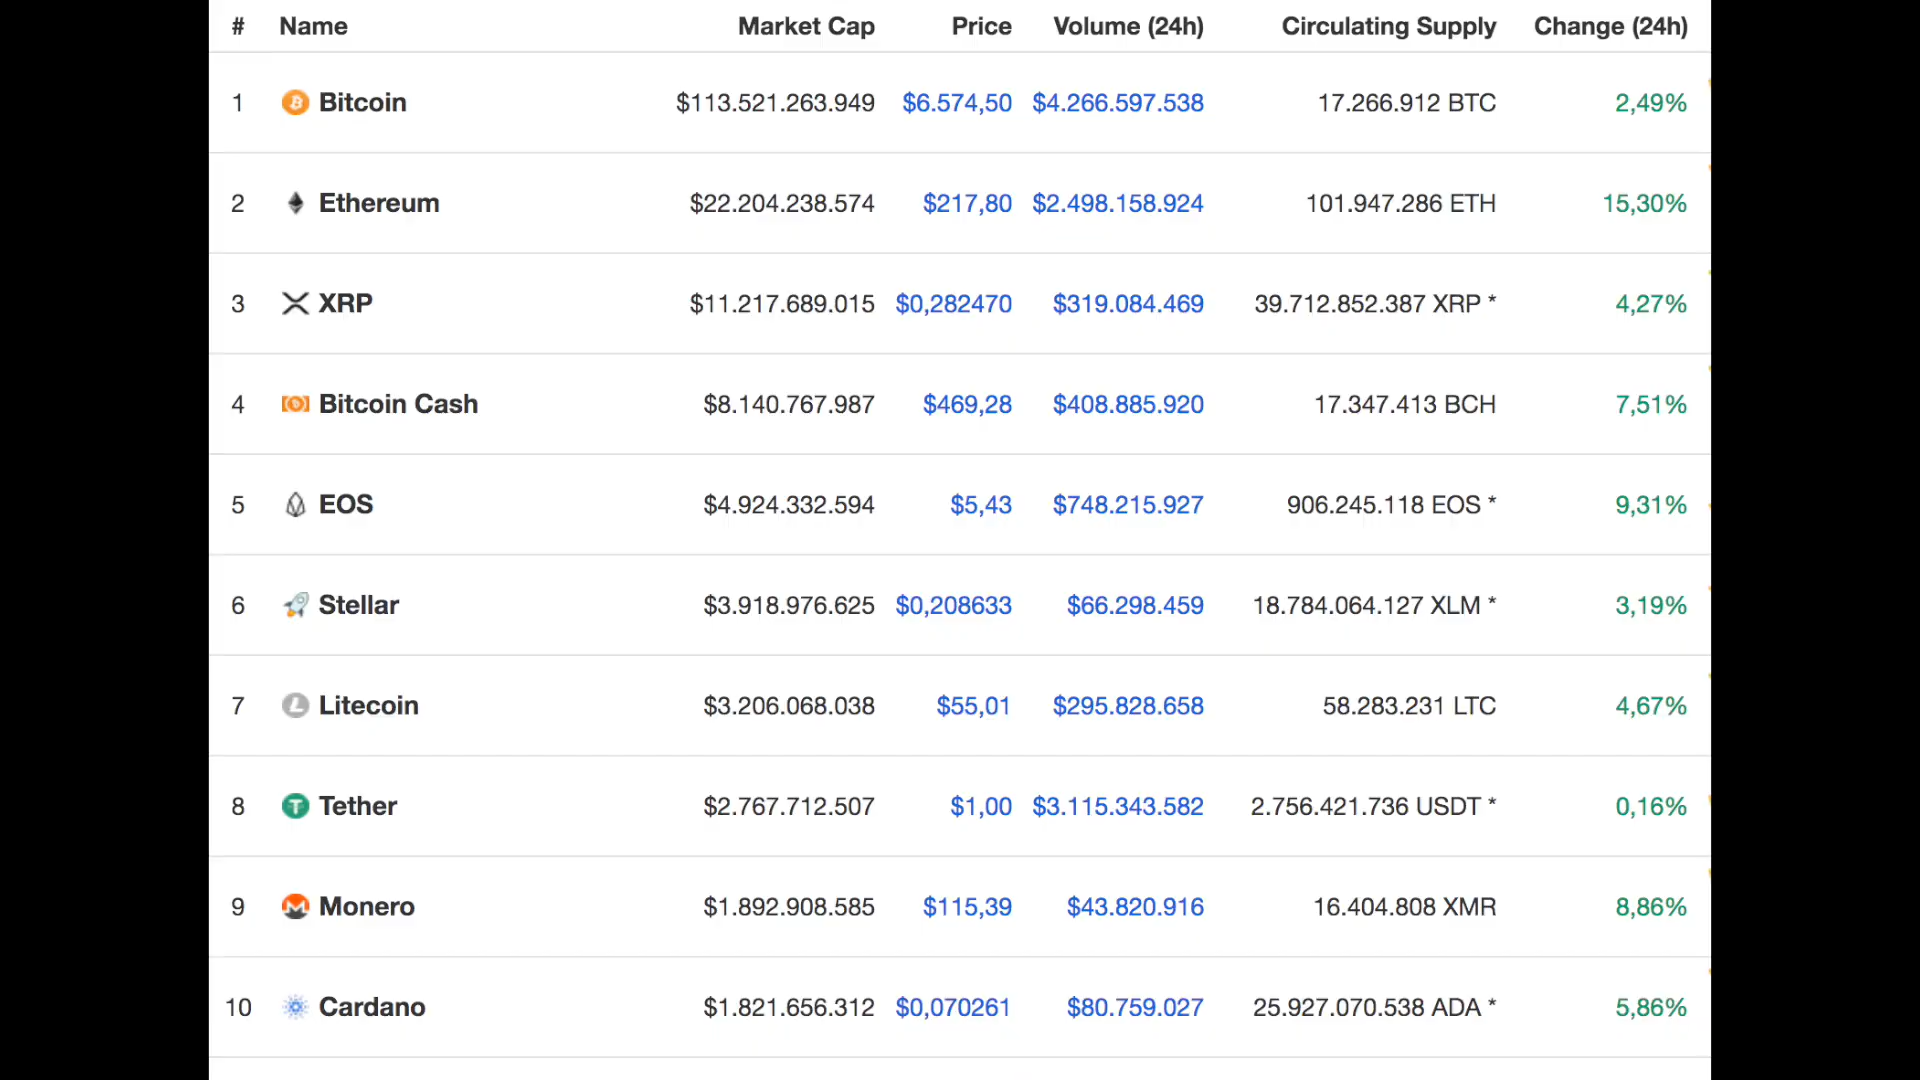 # Name Market Cap Price Volume (24h) Circulating Supply Change (24h)
1 Bitcoin $113.521.263.949 $6.574,50 $4.266.597.538 17.266.912 BTC 2,49%
2 Ethereum $22.204.238.574 $217,80 $2.498.158.924 101.947.286 ETH 15,30%
3 XRP $11.217.689.015 $0,282470 $319.084.469 39.712.852.387 XRP * 4,27%
4 Bitcoin Cash $8.140.767.987 $469,28 $408.885.920 17.347.413 BCH 7,51%
5 EOS $4.924.332.594 $5,43 $748.215.927 906.245.118 EOS * 9,31%
6 Stellar $3.918.976.625 $0,208633 $66.298.459 18.784.064.127 XLM * 3,19%
7 Litecoin $3.206.068.038 $55,01 $295.828.658 58.283.231 LTC 4,67%
8 Tether $2.767.712.507 $1,00 $3.115.343.582 2.756.421.736 USDT * 0,16%
9 Monero $1.892.908.585 $115,39 $43.820.916 16.404.808 XMR 8,86%
10 Cardano $1.821.656.312 $0,070261 $80.759.027 25.927.070.538 ADA * 5,86%